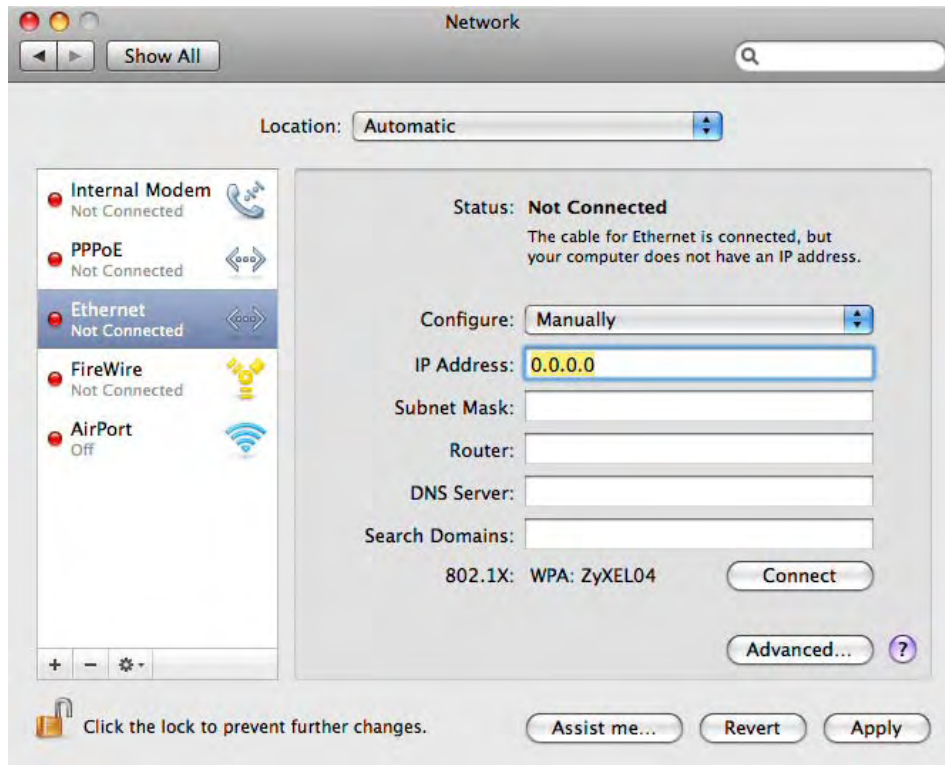 Network
Show All
Location: Automatic
Internal Modem
Not Connected
PPPoE
Not Connected
Ethernet
Not Connected
FireWire
Not Connected
AirPort
Off
Status: Not Connected
The cable for Ethernet is connected, but
your computer does not have an IP address.
Configure: Manually
IP Address: 0.0.0.0
Subnet Mask:
Router:
DNS Server:
Search Domains:
802.1X: WPA: ZyXEL04 Connect
Advanced... ?
Click the lock to prevent further changes.
Assist me... Revert Apply